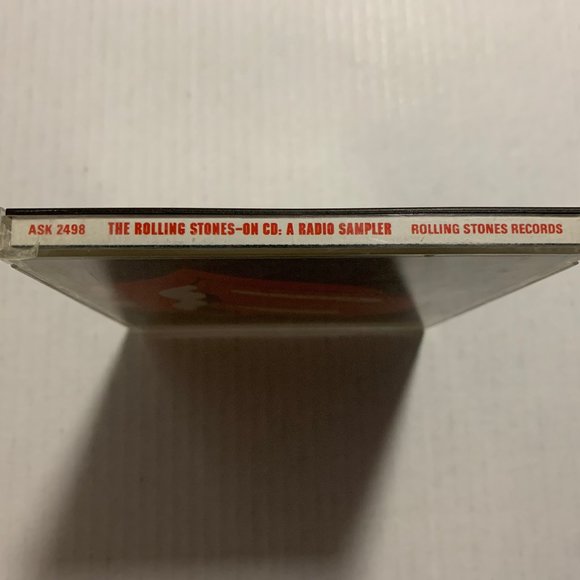 ASK 2498 THE ROLLING STONES-ON CD: A RADIO SAMPLER ROLLING STONES RECORDS